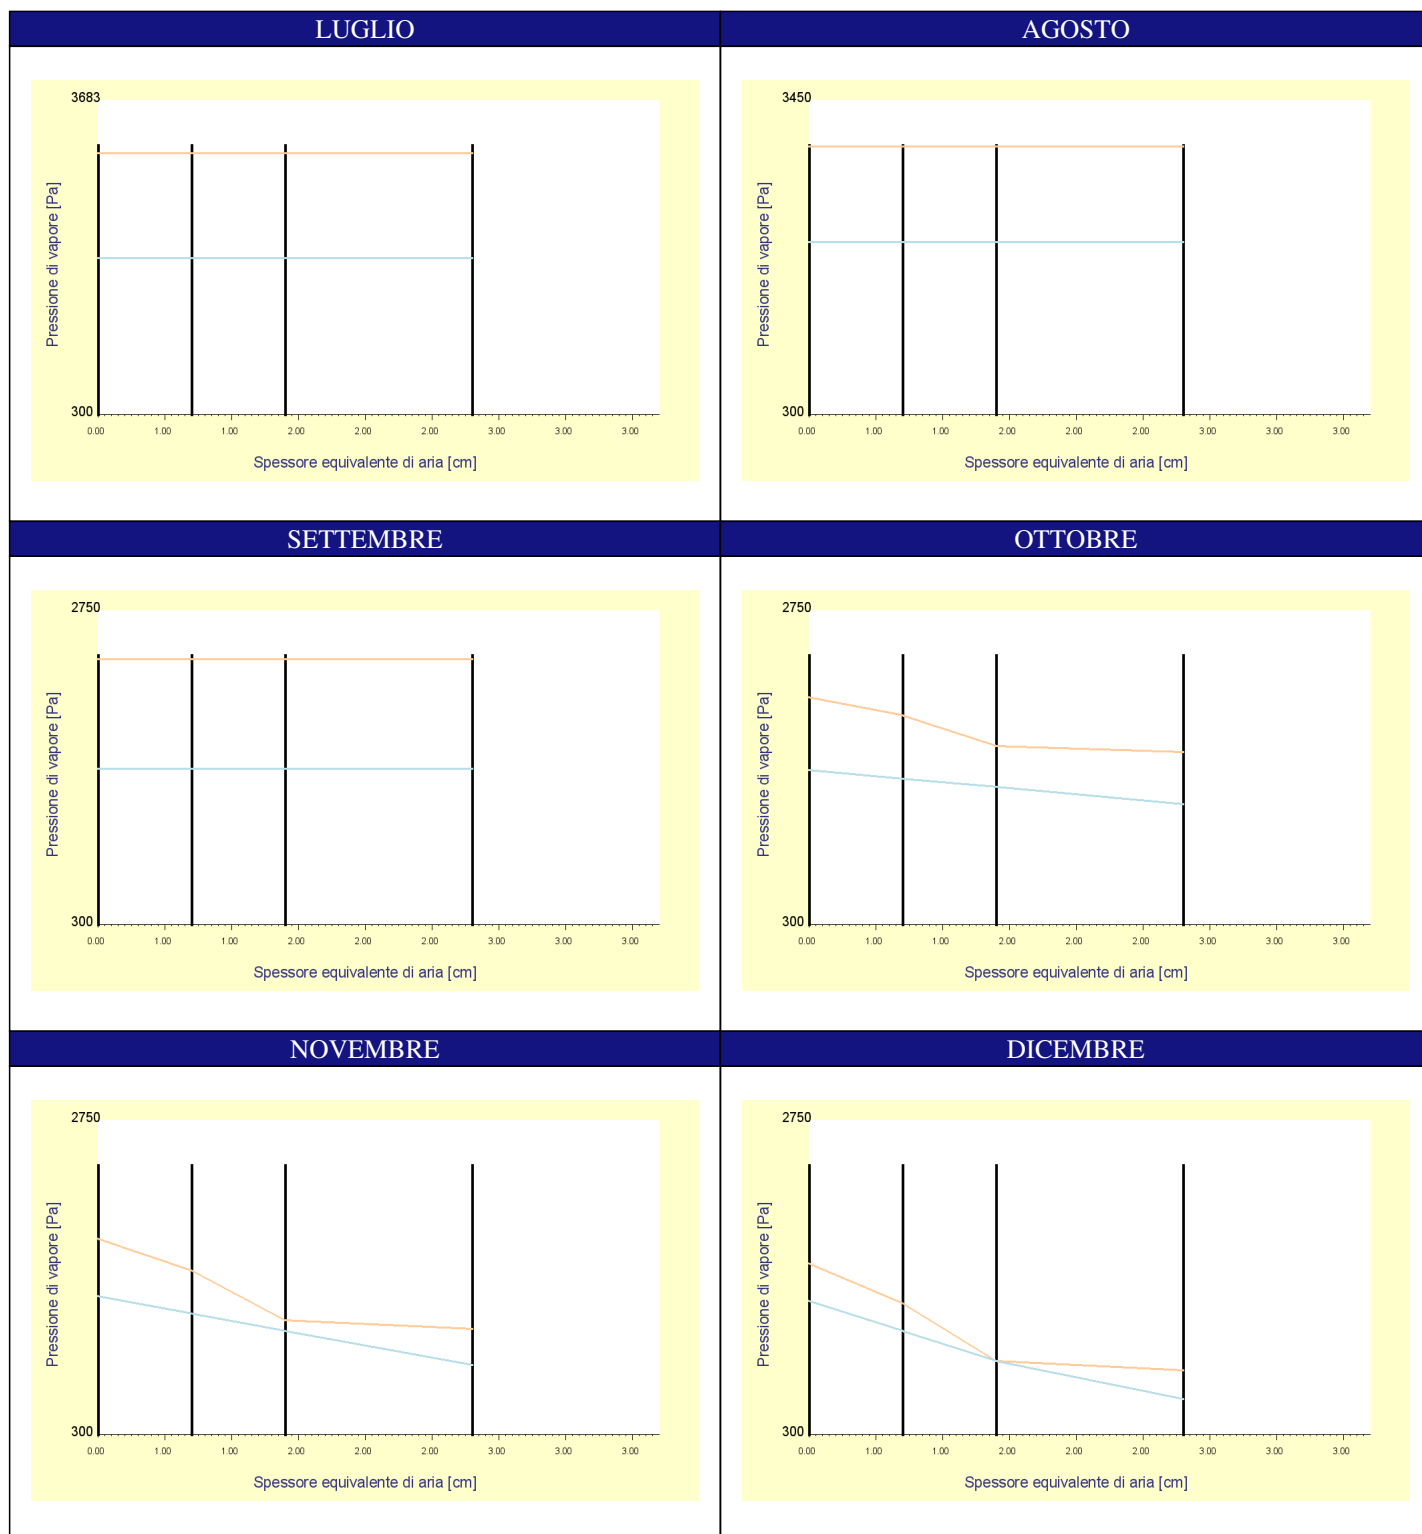 LUGLIO
AGOSTO
3683
Pressione di vapore [Pa]
300
0.00 1.00 1.00 2.00 2.00 2.00 3.00 3.00 3.00
Spessore equivalente di aria [cm]
3450
Pressione di vapore [Pa]
300
0.00 1.00 1.00 2.00 2.00 2.00 3.00 3.00 3.00
Spessore equivalente di aria [cm]
SETTEMBRE
OTTOBRE
2750
Pressione di vapore [Pa]
300
0.00 1.00 1.00 2.00 2.00 2.00 3.00 3.00 3.00
Spessore equivalente di aria [cm]
2750
Pressione di vapore [Pa]
300
0.00 1.00 1.00 2.00 2.00 2.00 3.00 3.00 3.00
Spessore equivalente di aria [cm]
NOVEMBRE
DICEMBRE
2750
Pressione di vapore [Pa]
300
0.00 1.00 1.00 2.00 2.00 2.00 3.00 3.00 3.00
Spessore equivalente di aria [cm]
2750
Pressione di vapore [Pa]
300
0.00 1.00 1.00 2.00 2.00 2.00 3.00 3.00 3.00
Spessore equivalente di aria [cm]